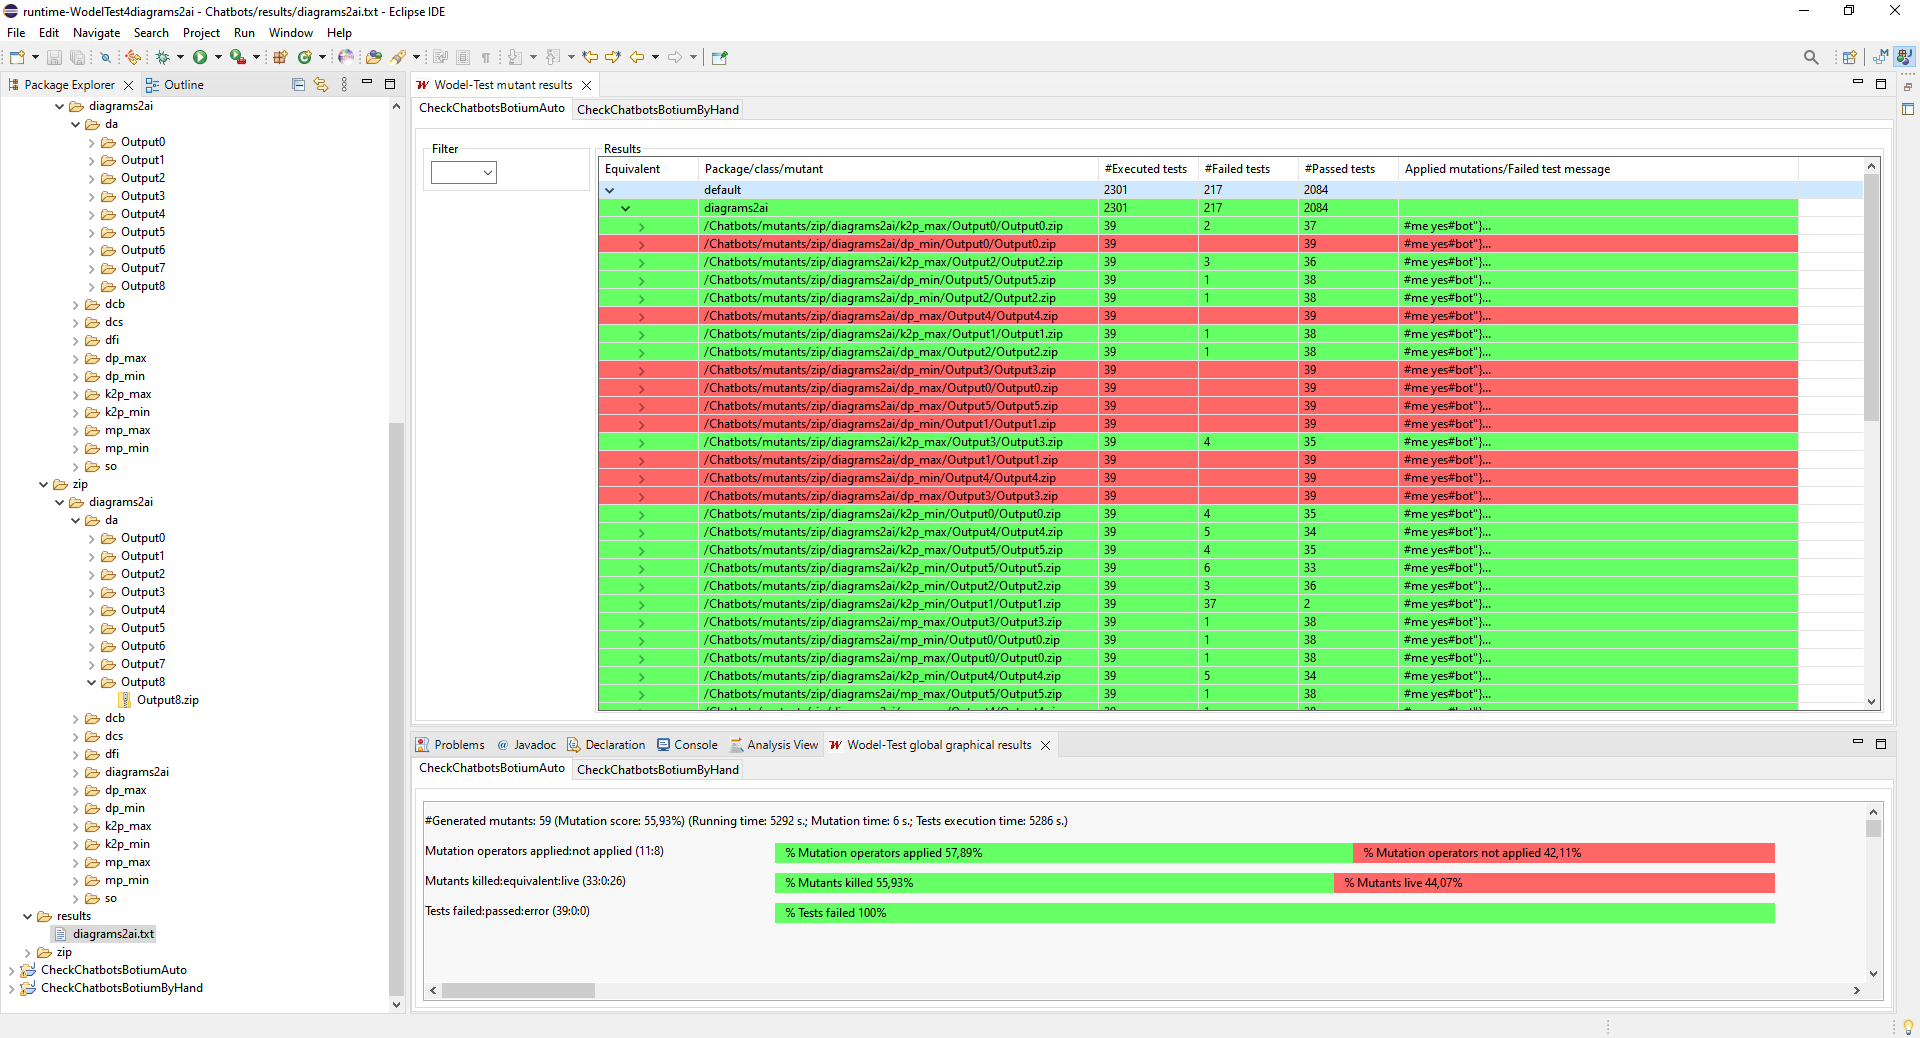 runtime-WodelTest4diagrams2ai - Chatbots/results/diagrams2ai.txt - Eclipse IDE
File Edit Navigate Search Project Run Window Help
Package Explorer Outline
diagrams2ai
da
Output0
Output1
Output2
Output3
Output4
Output5
Output6
Output7
Output8
dcb
dcs
dfi
dp_max
dp_min
k2p_max
k2p_min
mp_max
mp_min
so
zip
diagrams2ai
da
Output0
Output1
Output2
Output3
Output4
Output5
Output6
Output7
Output8
Output8.zip
dcb
dcs
dfi
diagrams2ai
dp_max
dp_min
k2p_max
k2p_min
mp_max
mp_min
so
results
diagrams2ai.txt
zip
CheckChatbotsBotiumAuto
CheckChatbotsBotiumByHand
Wodel-Test mutant results
CheckChatbotsBotiumAuto CheckChatbotsBotiumByHand
Filter
Results
Equivalent Package/class/mutant #Executed tests #Failed tests #Passed tests Applied mutations/Failed test message
default 2301 217 2084
diagrams2ai 2301 217 2084
/Chatbots/mutants/zip/diagrams2ai/k2p_max/Output0/Output0.zip 39 2 37 #me yes#bot"}...
/Chatbots/mutants/zip/diagrams2ai/dp_min/Output0/Output0.zip 39 39 #me yes#bot"}...
/Chatbots/mutants/zip/diagrams2ai/k2p_max/Output2/Output2.zip 39 3 36 #me yes#bot"}...
/Chatbots/mutants/zip/diagrams2ai/dp_min/Output5/Output5.zip 39 1 38 #me yes#bot"}...
/Chatbots/mutants/zip/diagrams2ai/dp_min/Output2/Output2.zip 39 1 38 #me yes#bot"}...
/Chatbots/mutants/zip/diagrams2ai/dp_max/Output4/Output4.zip 39 39 #me yes#bot"}...
/Chatbots/mutants/zip/diagrams2ai/k2p_max/Output1/Output1.zip 39 1 38 #me yes#bot"}...
/Chatbots/mutants/zip/diagrams2ai/dp_max/Output2/Output2.zip 39 1 38 #me yes#bot"}...
/Chatbots/mutants/zip/diagrams2ai/dp_min/Output3/Output3.zip 39 39 #me yes#bot"}...
/Chatbots/mutants/zip/diagrams2ai/dp_max/Output0/Output0.zip 39 39 #me yes#bot"}...
/Chatbots/mutants/zip/diagrams2ai/dp_max/Output5/Output5.zip 39 39 #me yes#bot"}...
/Chatbots/mutants/zip/diagrams2ai/dp_min/Output1/Output1.zip 39 39 #me yes#bot"}...
/Chatbots/mutants/zip/diagrams2ai/k2p_max/Output3/Output3.zip 39 4 35 #me yes#bot"}...
/Chatbots/mutants/zip/diagrams2ai/dp_max/Output1/Output1.zip 39 39 #me yes#bot"}...
/Chatbots/mutants/zip/diagrams2ai/dp_min/Output4/Output4.zip 39 39 #me yes#bot"}...
/Chatbots/mutants/zip/diagrams2ai/dp_max/Output3/Output3.zip 39 39 #me yes#bot"}...
/Chatbots/mutants/zip/diagrams2ai/k2p_min/Output0/Output0.zip 39 4 35 #me yes#bot"}...
/Chatbots/mutants/zip/diagrams2ai/k2p_max/Output4/Output4.zip 39 5 34 #me yes#bot"}...
/Chatbots/mutants/zip/diagrams2ai/k2p_max/Output5/Output5.zip 39 4 35 #me yes#bot"}...
/Chatbots/mutants/zip/diagrams2ai/k2p_min/Output5/Output5.zip 39 6 33 #me yes#bot"}...
/Chatbots/mutants/zip/diagrams2ai/k2p_min/Output2/Output2.zip 39 3 36 #me yes#bot"}...
/Chatbots/mutants/zip/diagrams2ai/k2p_min/Output1/Output1.zip 39 37 2 #me yes#bot"}...
/Chatbots/mutants/zip/diagrams2ai/mp_max/Output3/Output3.zip 39 1 38 #me yes#bot"}...
/Chatbots/mutants/zip/diagrams2ai/mp_min/Output0/Output0.zip 39 1 38 #me yes#bot"}...
/Chatbots/mutants/zip/diagrams2ai/mp_max/Output0/Output0.zip 39 1 38 #me yes#bot"}...
/Chatbots/mutants/zip/diagrams2ai/k2p_min/Output4/Output4.zip 39 5 34 #me yes#bot"}...
/Chatbots/mutants/zip/diagrams2ai/mp_max/Output5/Output5.zip 39 1 38 #me yes#bot"}...
Problems @ Javadoc Declaration Console Analysis View Wodel-Test global graphical results
CheckChatbotsBotiumAuto CheckChatbotsBotiumByHand
#Generated mutants: 59 (Mutation score: 55,93%) (Running time: 5292 s.; Mutation time: 6 s.; Tests execution time: 5286 s.)
Mutation operators applied:not applied (11:8) % Mutation operators applied 57,89% % Mutation operators not applied 42,11%
Mutants killed:equivalent:live (33:0:26) % Mutants killed 55,93% % Mutants live 44,07%
Tests failed:passed:error (39:0:0) % Tests failed 100%